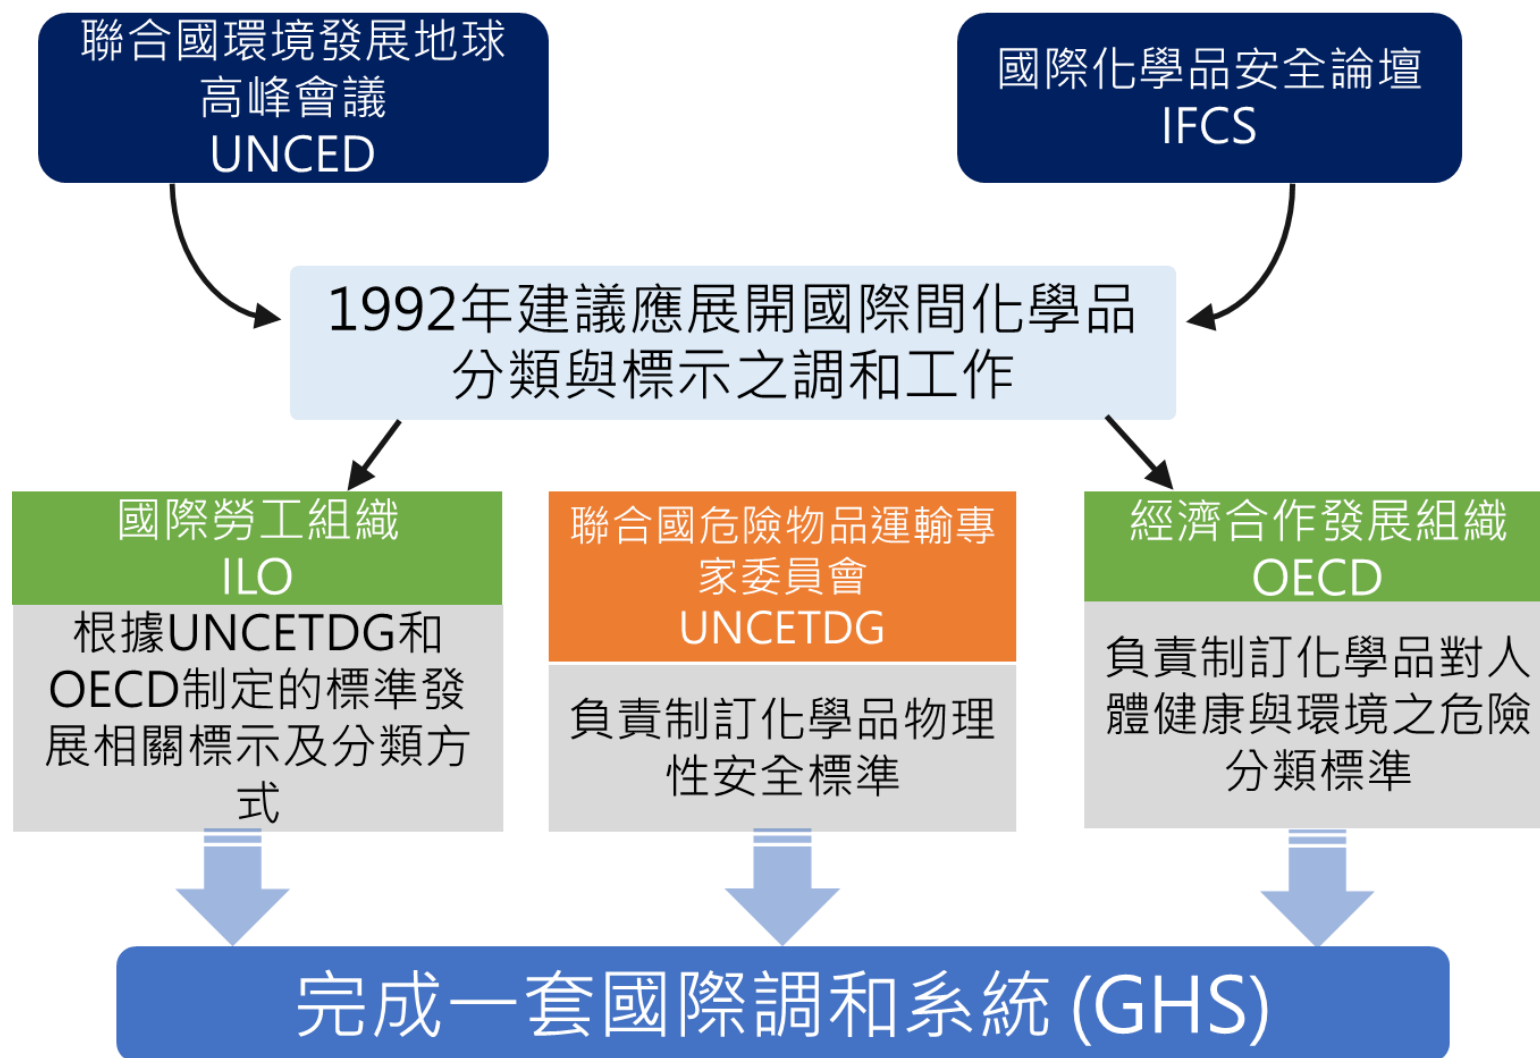 聯合國環境發展地球
高峰會議
UNCED
國際化學品安全論壇
IFCS
1992年建議應展開國際間化學品
分類與標示之調和工作
國際勞工組織
ILO
根據UNCETDG和
OECD制定的標準發
展相關標示及分類方
式
聯合國危險物品運輸專
家委員會
UNCETDG
負責制訂化學品物理
性安全標準
經濟合作發展組織
OECD
負責制訂化學品對人
體健康與環境之危險
分類標準
完成一套國際調和系統 (GHS)